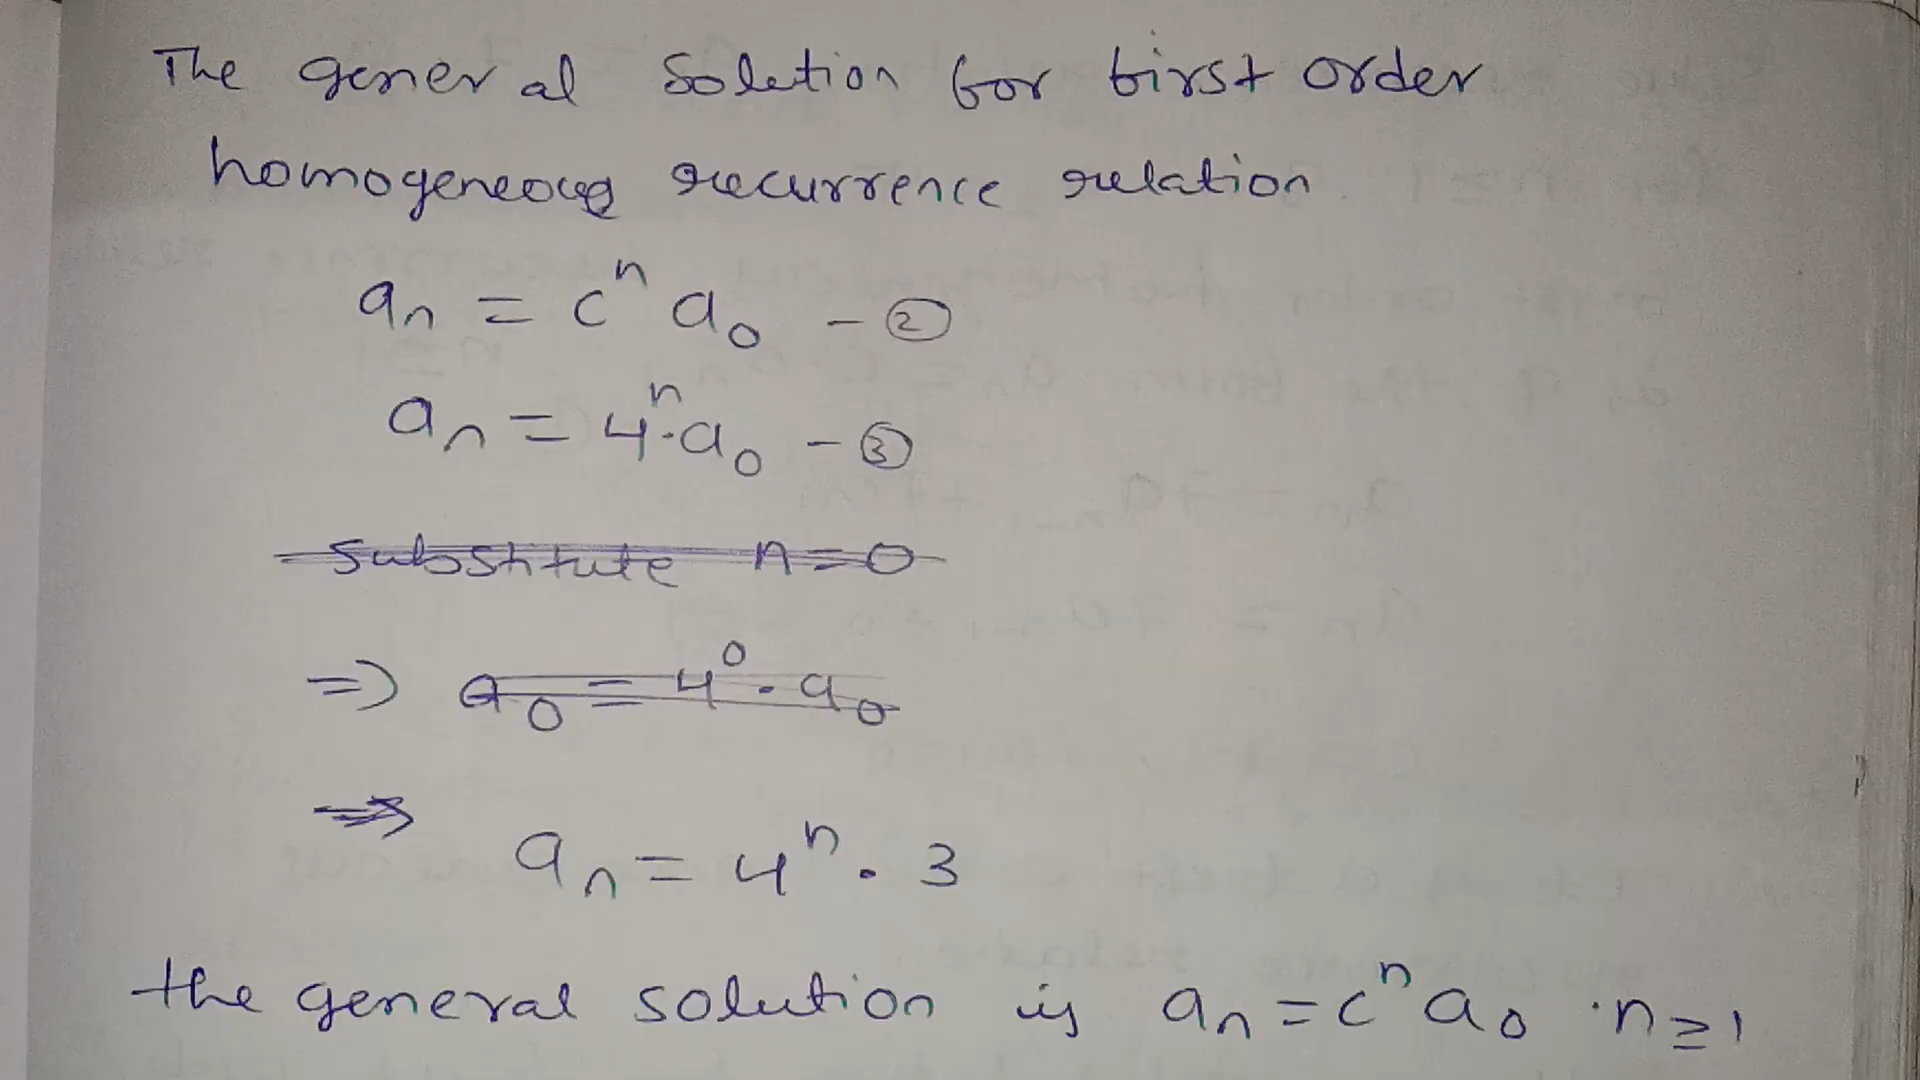 The general Solution for first order
homogeneous recurrence relation
aₙ = cⁿ a₀ - ②
aₙ = 4ⁿ·a₀ - ③
Substitute n=0
=) a₀ = 4⁰ · a₀
⇒ aₙ = 4ⁿ · 3
the general solution is aₙ = cⁿ a₀ · n ≥ 1